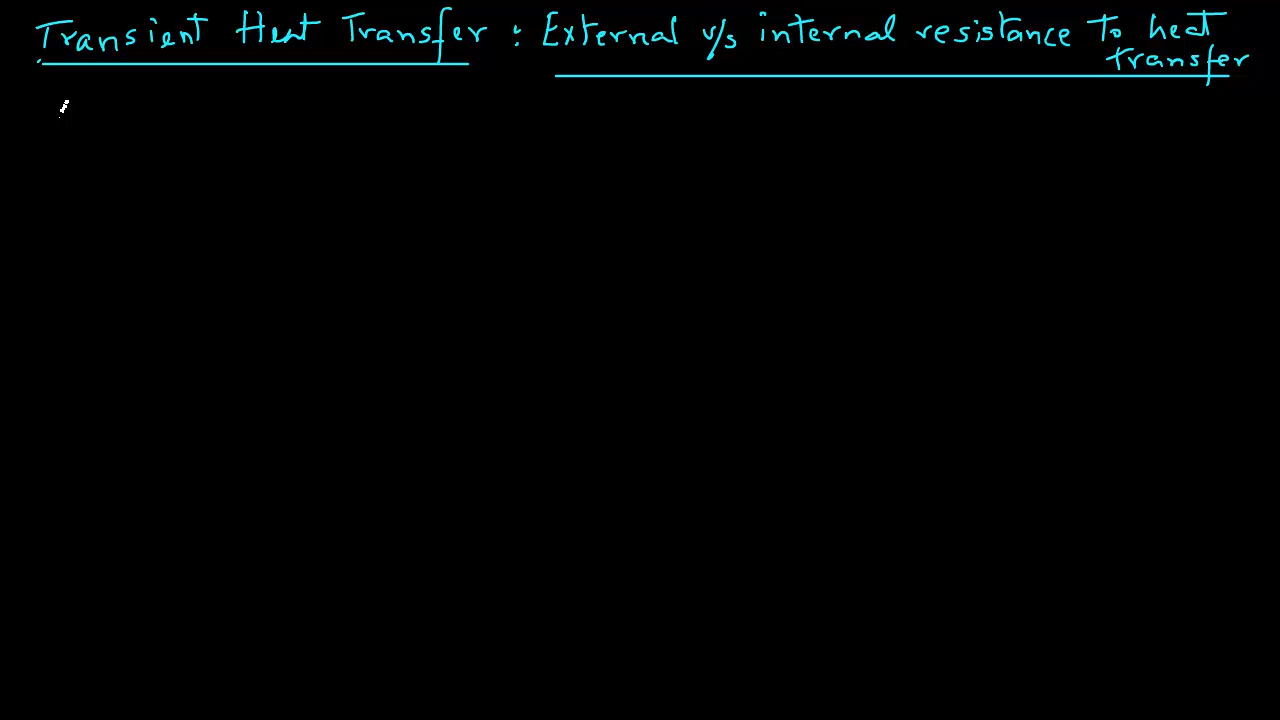 Transient Heat Transfer : External v/s internal resistance to heat
transfer